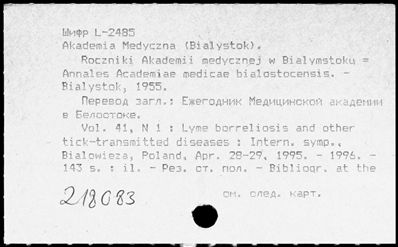 Шифр L-2485
Akademia Medyczna (Bialystok).
Roczniki Akademii medycznej w Bialymstoku =
Annales Academiae medicae bialostocensis. -
Bialystok, 1955.
Перевод загл.: Ежегодник Медицинской академии
в Белостоке.
Vol. 41, N 1 : Lyme borreliosis and other
tick-transmitted diseases : Intern. symp.,
Bialowieza, Poland, Apr. 28-29, 1995. - 1996. -
143 s. : il. - Рез. ст. пол. - Bibliogr. at the
см. след. карт.
218083